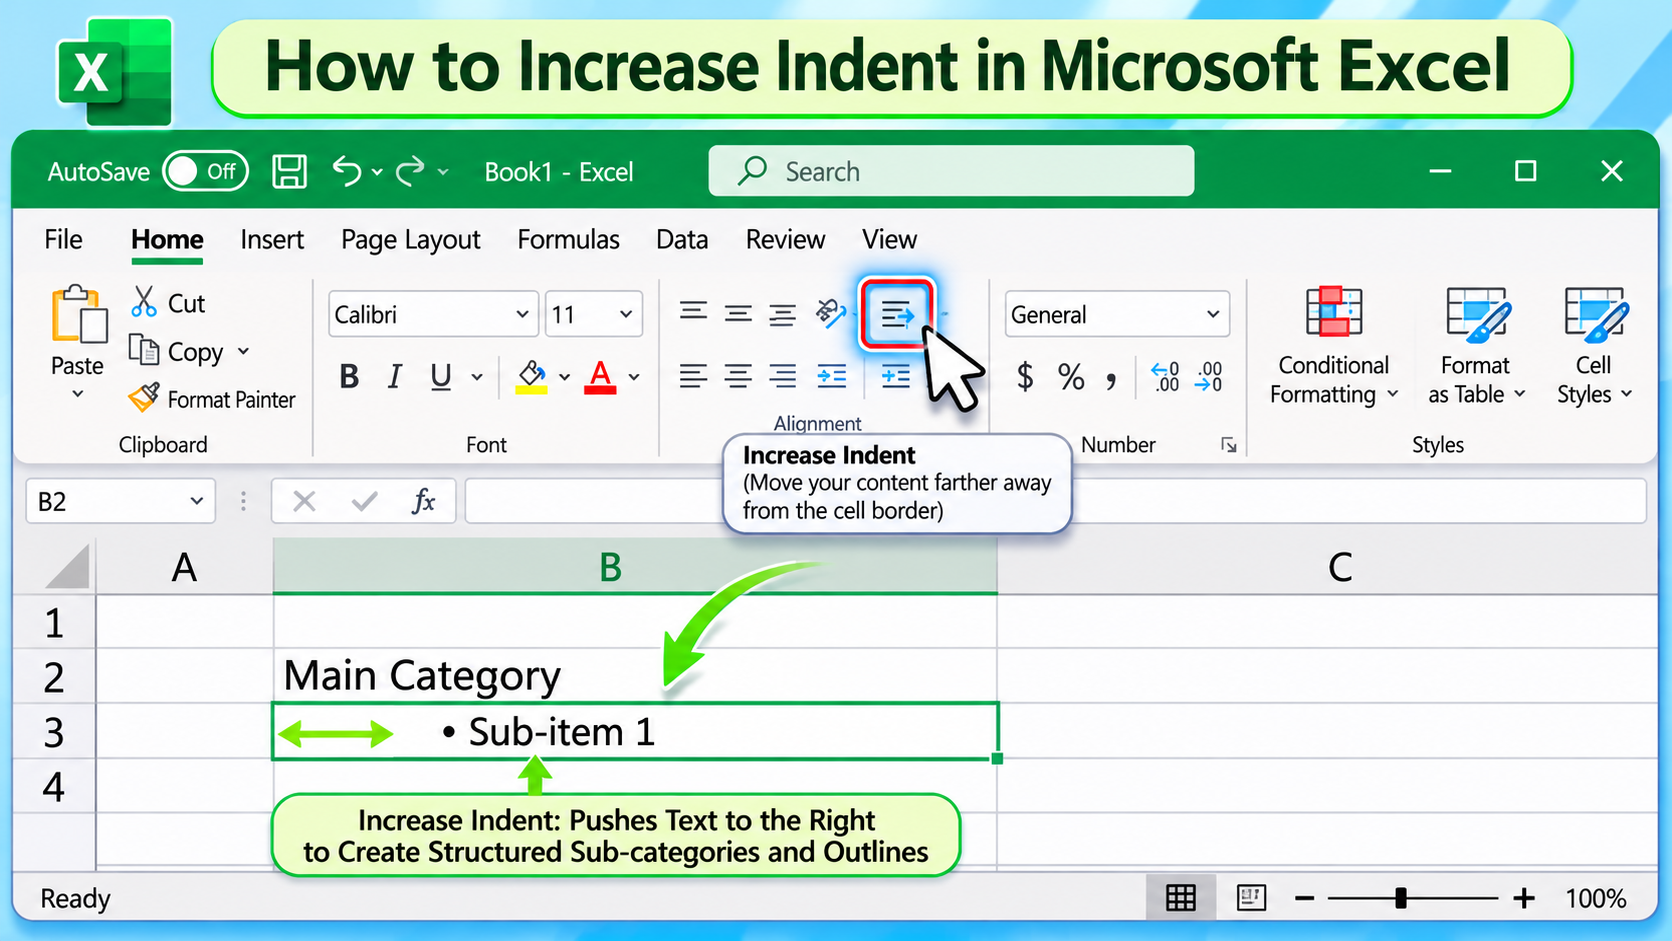 X
How to Increase Indent in Microsoft Excel
AutoSave Off Book1 - Excel Search
File Home Insert Page Layout Formulas Data Review View
Paste
Cut
Copy
Format Painter
Clipboard
Calibri 11
B I U A
Font
Alignment
General
$ % , .00 .00
Number
Conditional
Formatting
Format
as Table
Cell
Styles
Styles
Increase Indent
(Move your content farther away
from the cell border)
B2 fx
A B C
1
2 Main Category
3 • Sub-item 1
4
Increase Indent: Pushes Text to the Right
to Create Structured Sub-categories and Outlines
Ready 100%